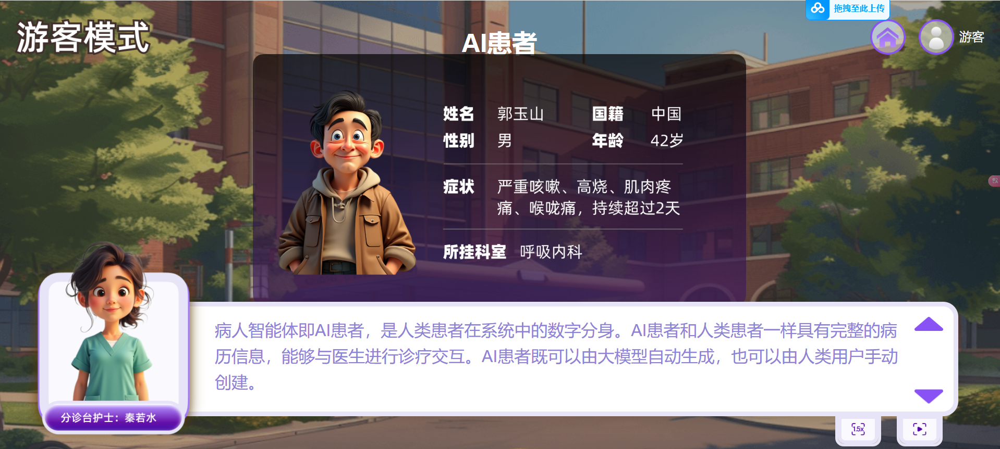 拖拽至此上传
游客模式
AI患者
游客
姓名 郭玉山 国籍 中国
性别 男 年龄 42岁
症状 严重咳嗽、高烧、肌肉疼
痛、喉咙痛，持续超过2天
所挂科室 呼吸内科
病人智能体即AI患者，是人类患者在系统中的数字分身。AI患者和人类患者一样具有完整的病
历信息，能够与医生进行诊疗交互。AI患者既可以由大模型自动生成，也可以由人类用户手动
创建。
分诊台护士：秦若水
1.5x